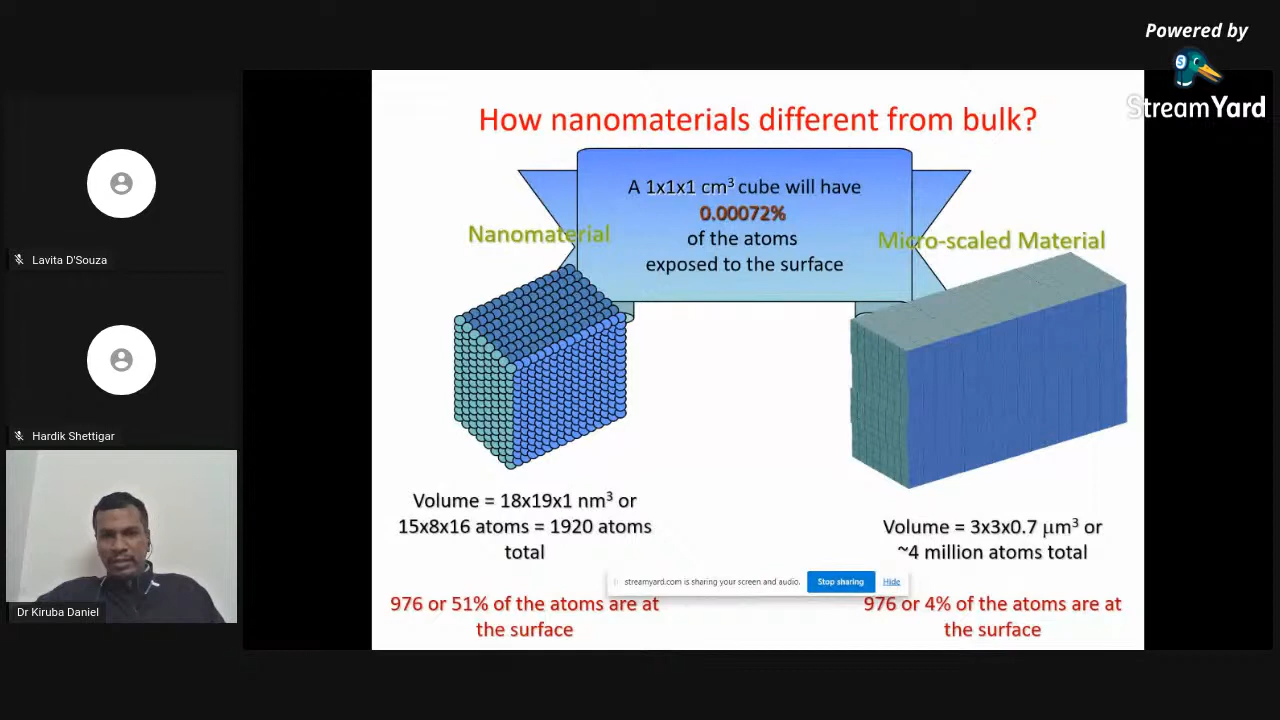 Powered by
StreamYard
How nanomaterials different from bulk?
A 1x1x1 cm³ cube will have
0.00072%
of the atoms
exposed to the surface
Nanomaterial
Micro-scaled Material
Volume = 18x19x1 nm³ or
15x8x16 atoms = 1920 atoms
total
Volume = 3x3x0.7 μm³ or
~4 million atoms total
streamyard.com is sharing your screen and audio.
Stop sharing
Hide
976 or 51% of the atoms are at
the surface
976 or 4% of the atoms are at
the surface
Lavita D'Souza
Hardik Shettigar
Dr Kiruba Daniel